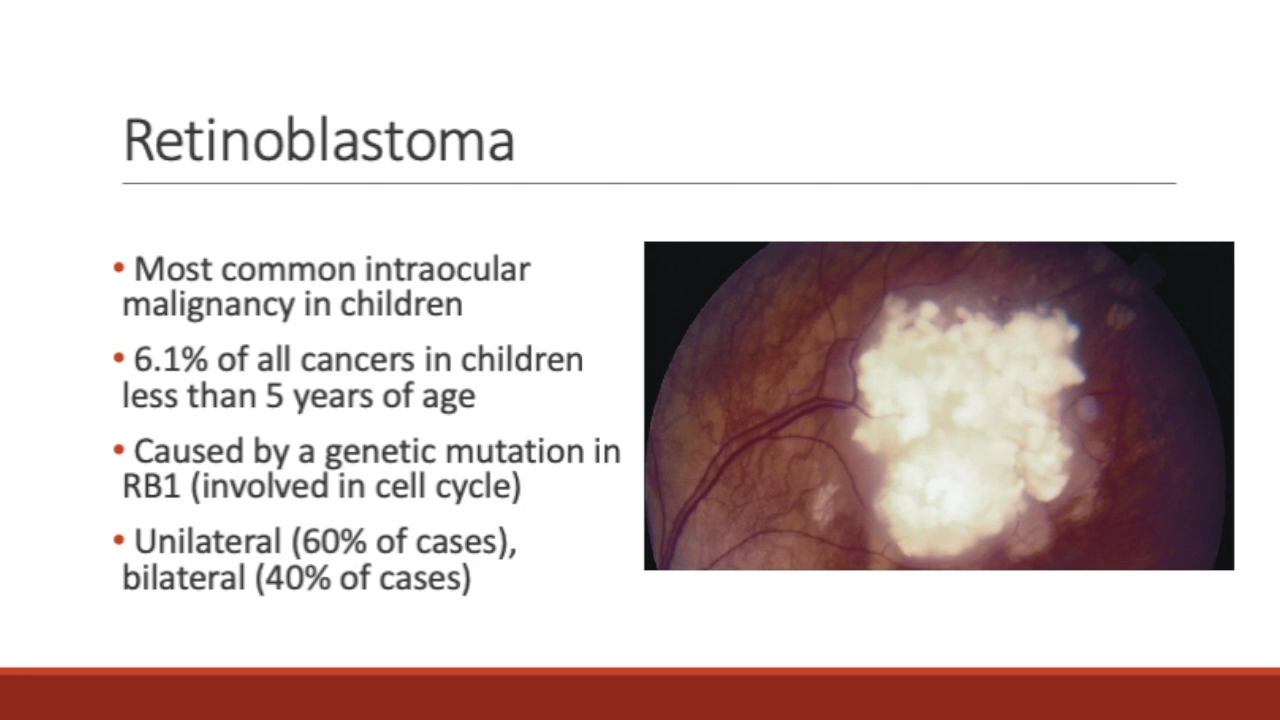 Retinoblastoma
• Most common intraocular
malignancy in children
• 6.1% of all cancers in children
less than 5 years of age
• Caused by a genetic mutation in
RB1 (involved in cell cycle)
• Unilateral (60% of cases),
bilateral (40% of cases)